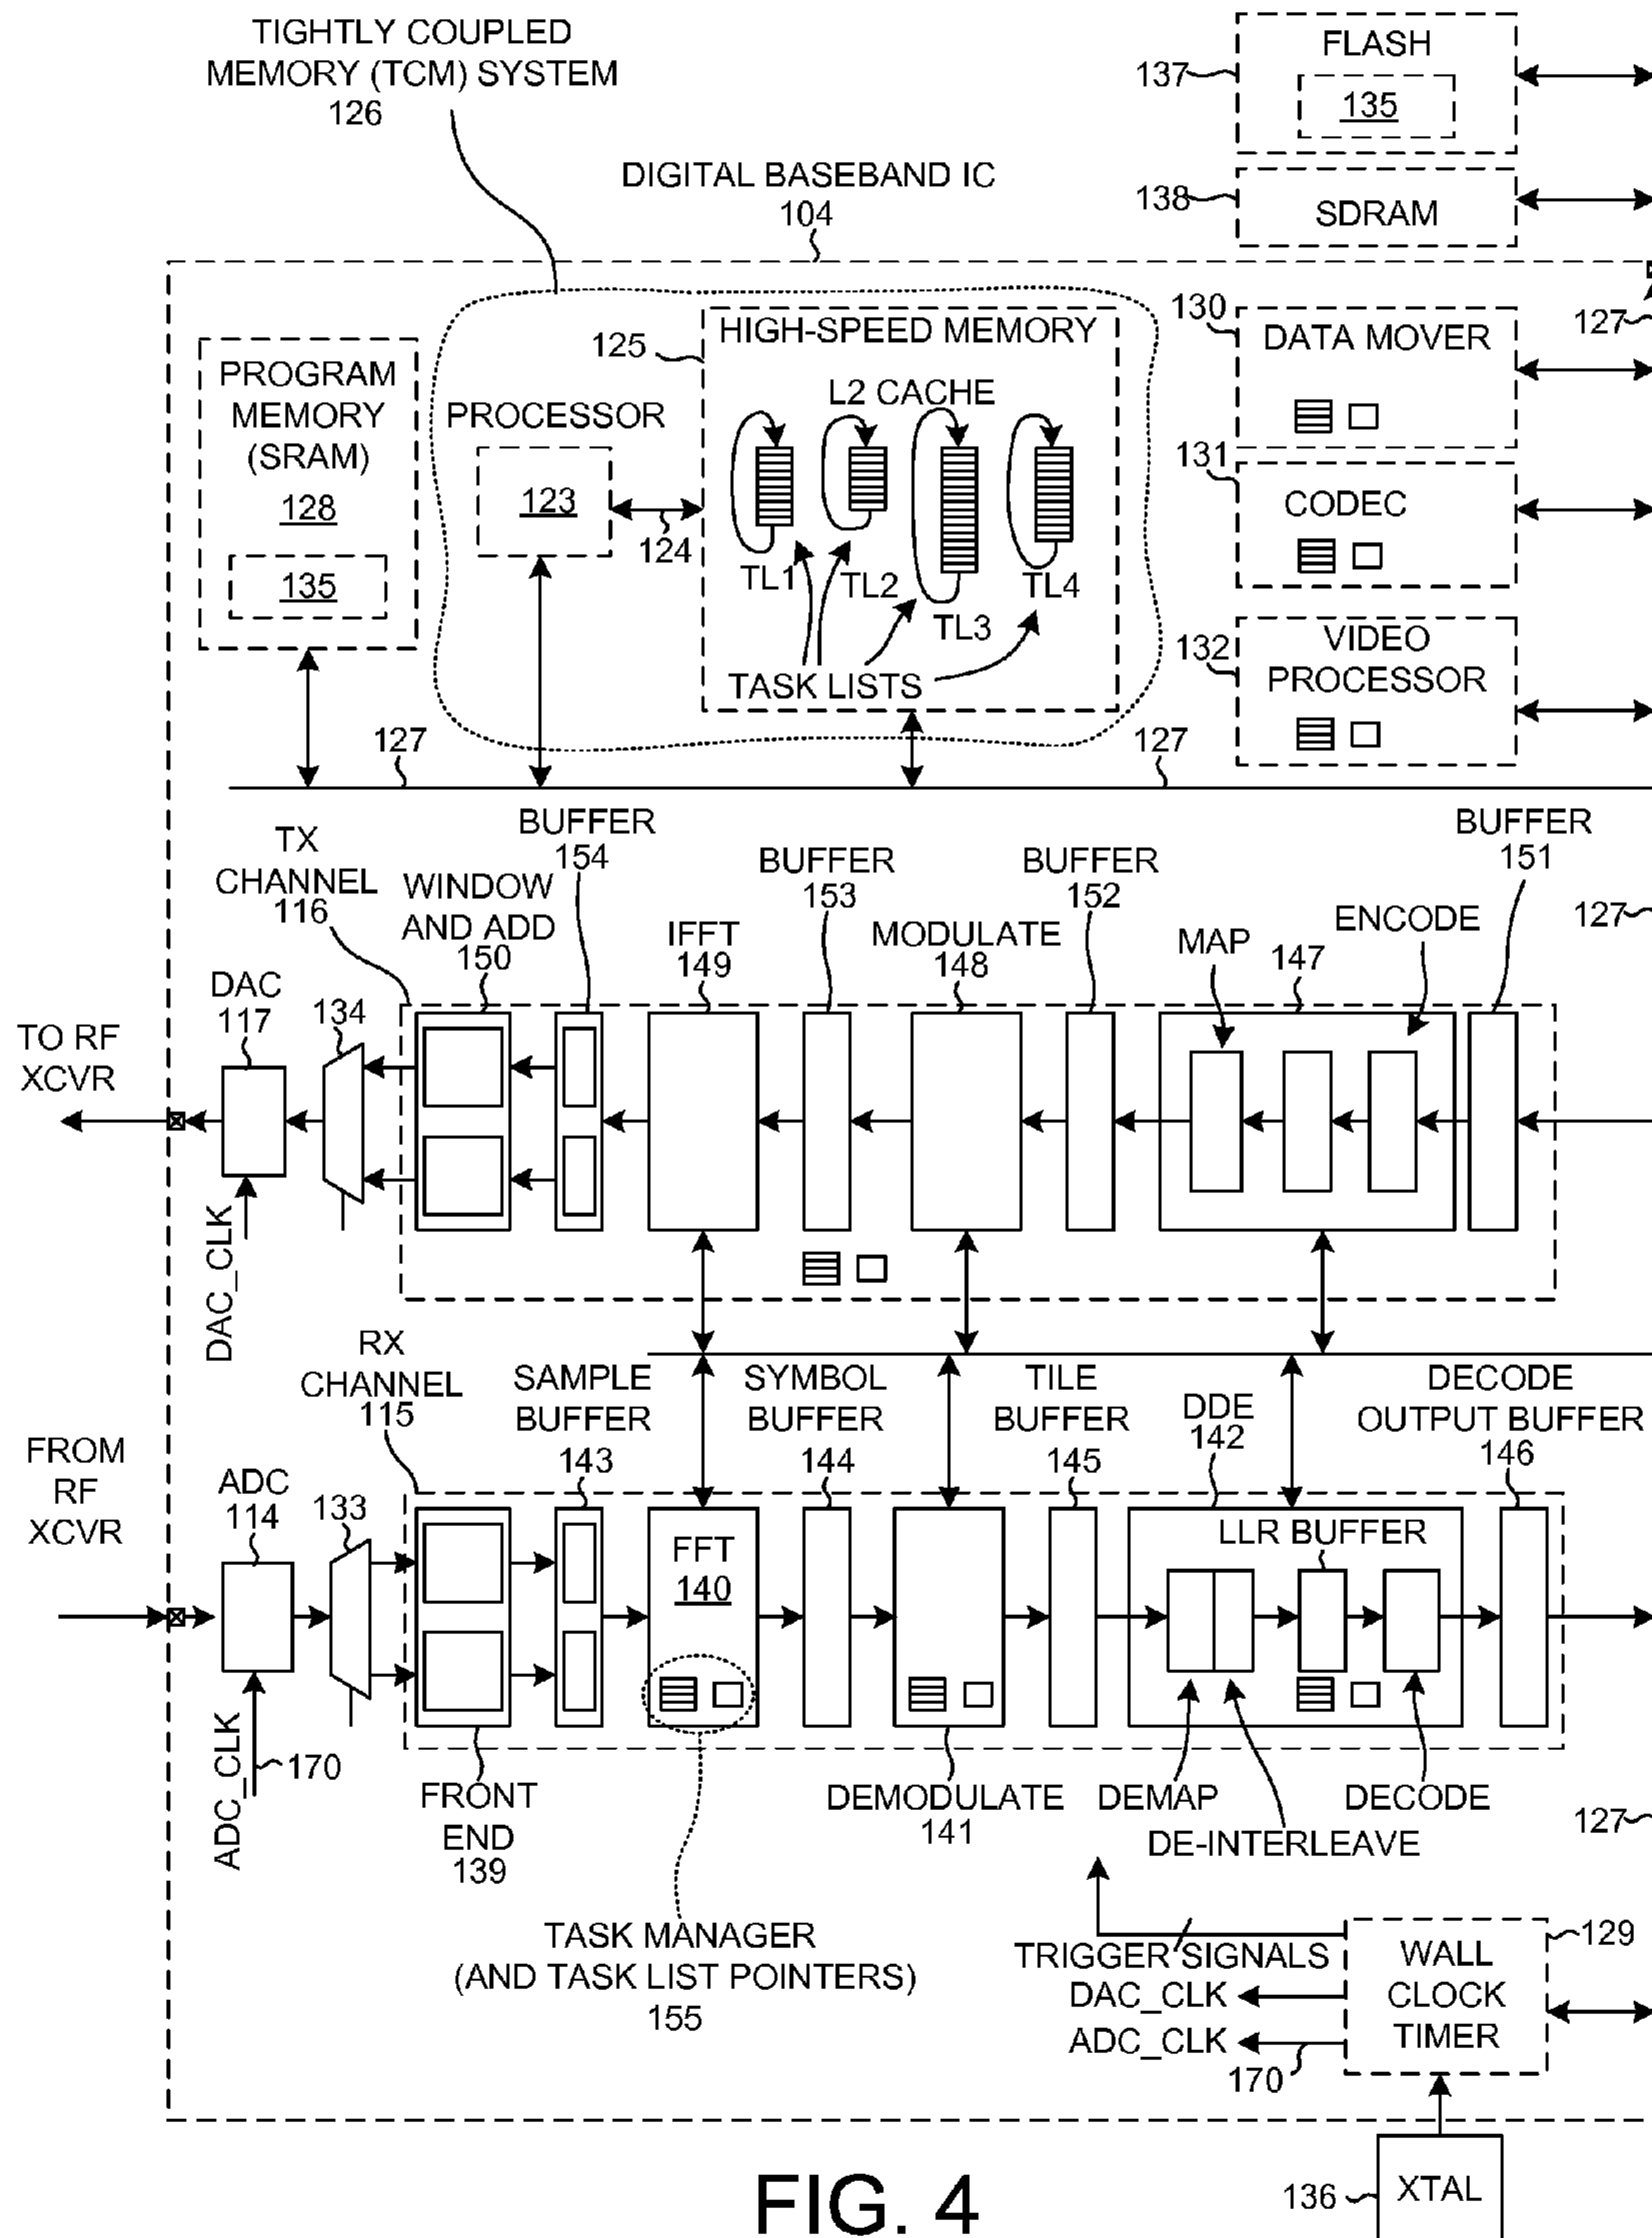 TIGHTLY COUPLED
MEMORY (TCM) SYSTEM
126
FLASH
137
135
DIGITAL BASEBAND IC
104
138
SDRAM
130
DATA MOVER
127
HIGH-SPEED MEMORY
125
L2 CACHE
PROGRAM
MEMORY
(SRAM)
128
135
PROCESSOR
123
124
TL1
TL2
TL3
TL4
TASK LISTS
131
CODEC
132
VIDEO
PROCESSOR
127
127
TX
CHANNEL
116
WINDOW
AND ADD
150
BUFFER
154
IFFT
149
BUFFER
153
MODULATE
148
BUFFER
152
MAP
147
ENCODE
BUFFER
151
127
DAC
117
134
TO RF
XCVR
DAC_CLK
RX
CHANNEL
115
SAMPLE
BUFFER
143
SYMBOL
BUFFER
144
TILE
BUFFER
145
DDE
142
DECODE
OUTPUT BUFFER
146
FROM
RF
XCVR
ADC
114
133
FFT
140
LLR BUFFER
ADC_CLK
170
FRONT
END
139
DEMODULATE
141
DEMAP
DE-INTERLEAVE
DECODE
127
TASK MANAGER
(AND TASK LIST POINTERS)
155
TRIGGER SIGNALS
DAC_CLK
ADC_CLK
170
WALL
CLOCK
TIMER
129
136
XTAL
FIG. 4